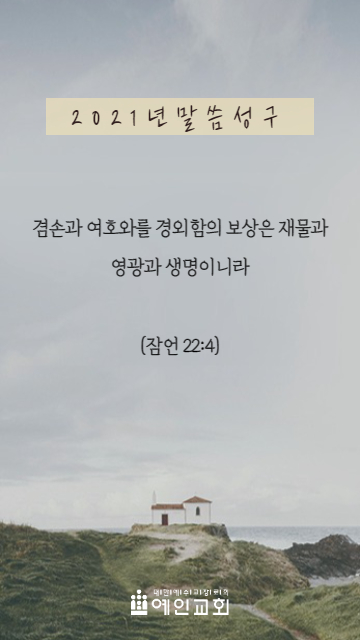 2021년말씀성구
겸손과 여호와를 경외함의 보상은 재물과
영광과 생명이니라
(잠언 22:4)
예인교회